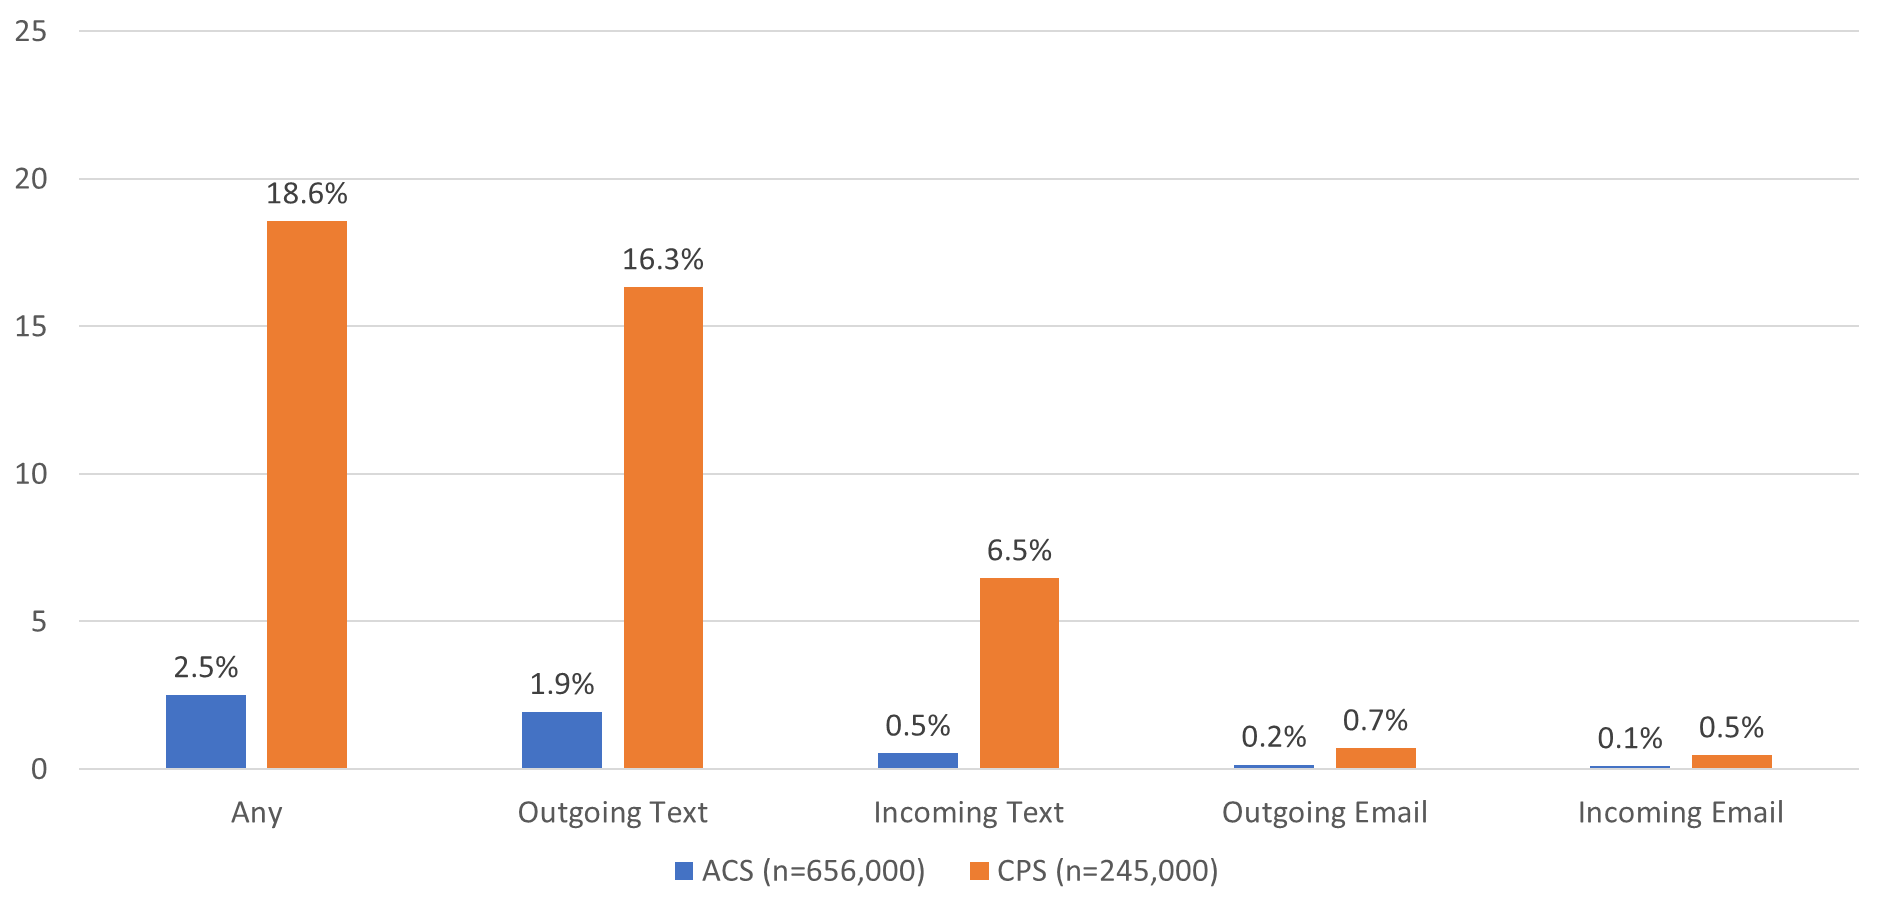 25
20
15
10
5
0
18.6%
16.3%
6.5%
2.5%
1.9%
0.5%
0.2%
0.7%
0.1%
0.5%
Any
Outgoing Text
Incoming Text
Outgoing Email
Incoming Email
ACS (n=656,000)
CPS (n=245,000)